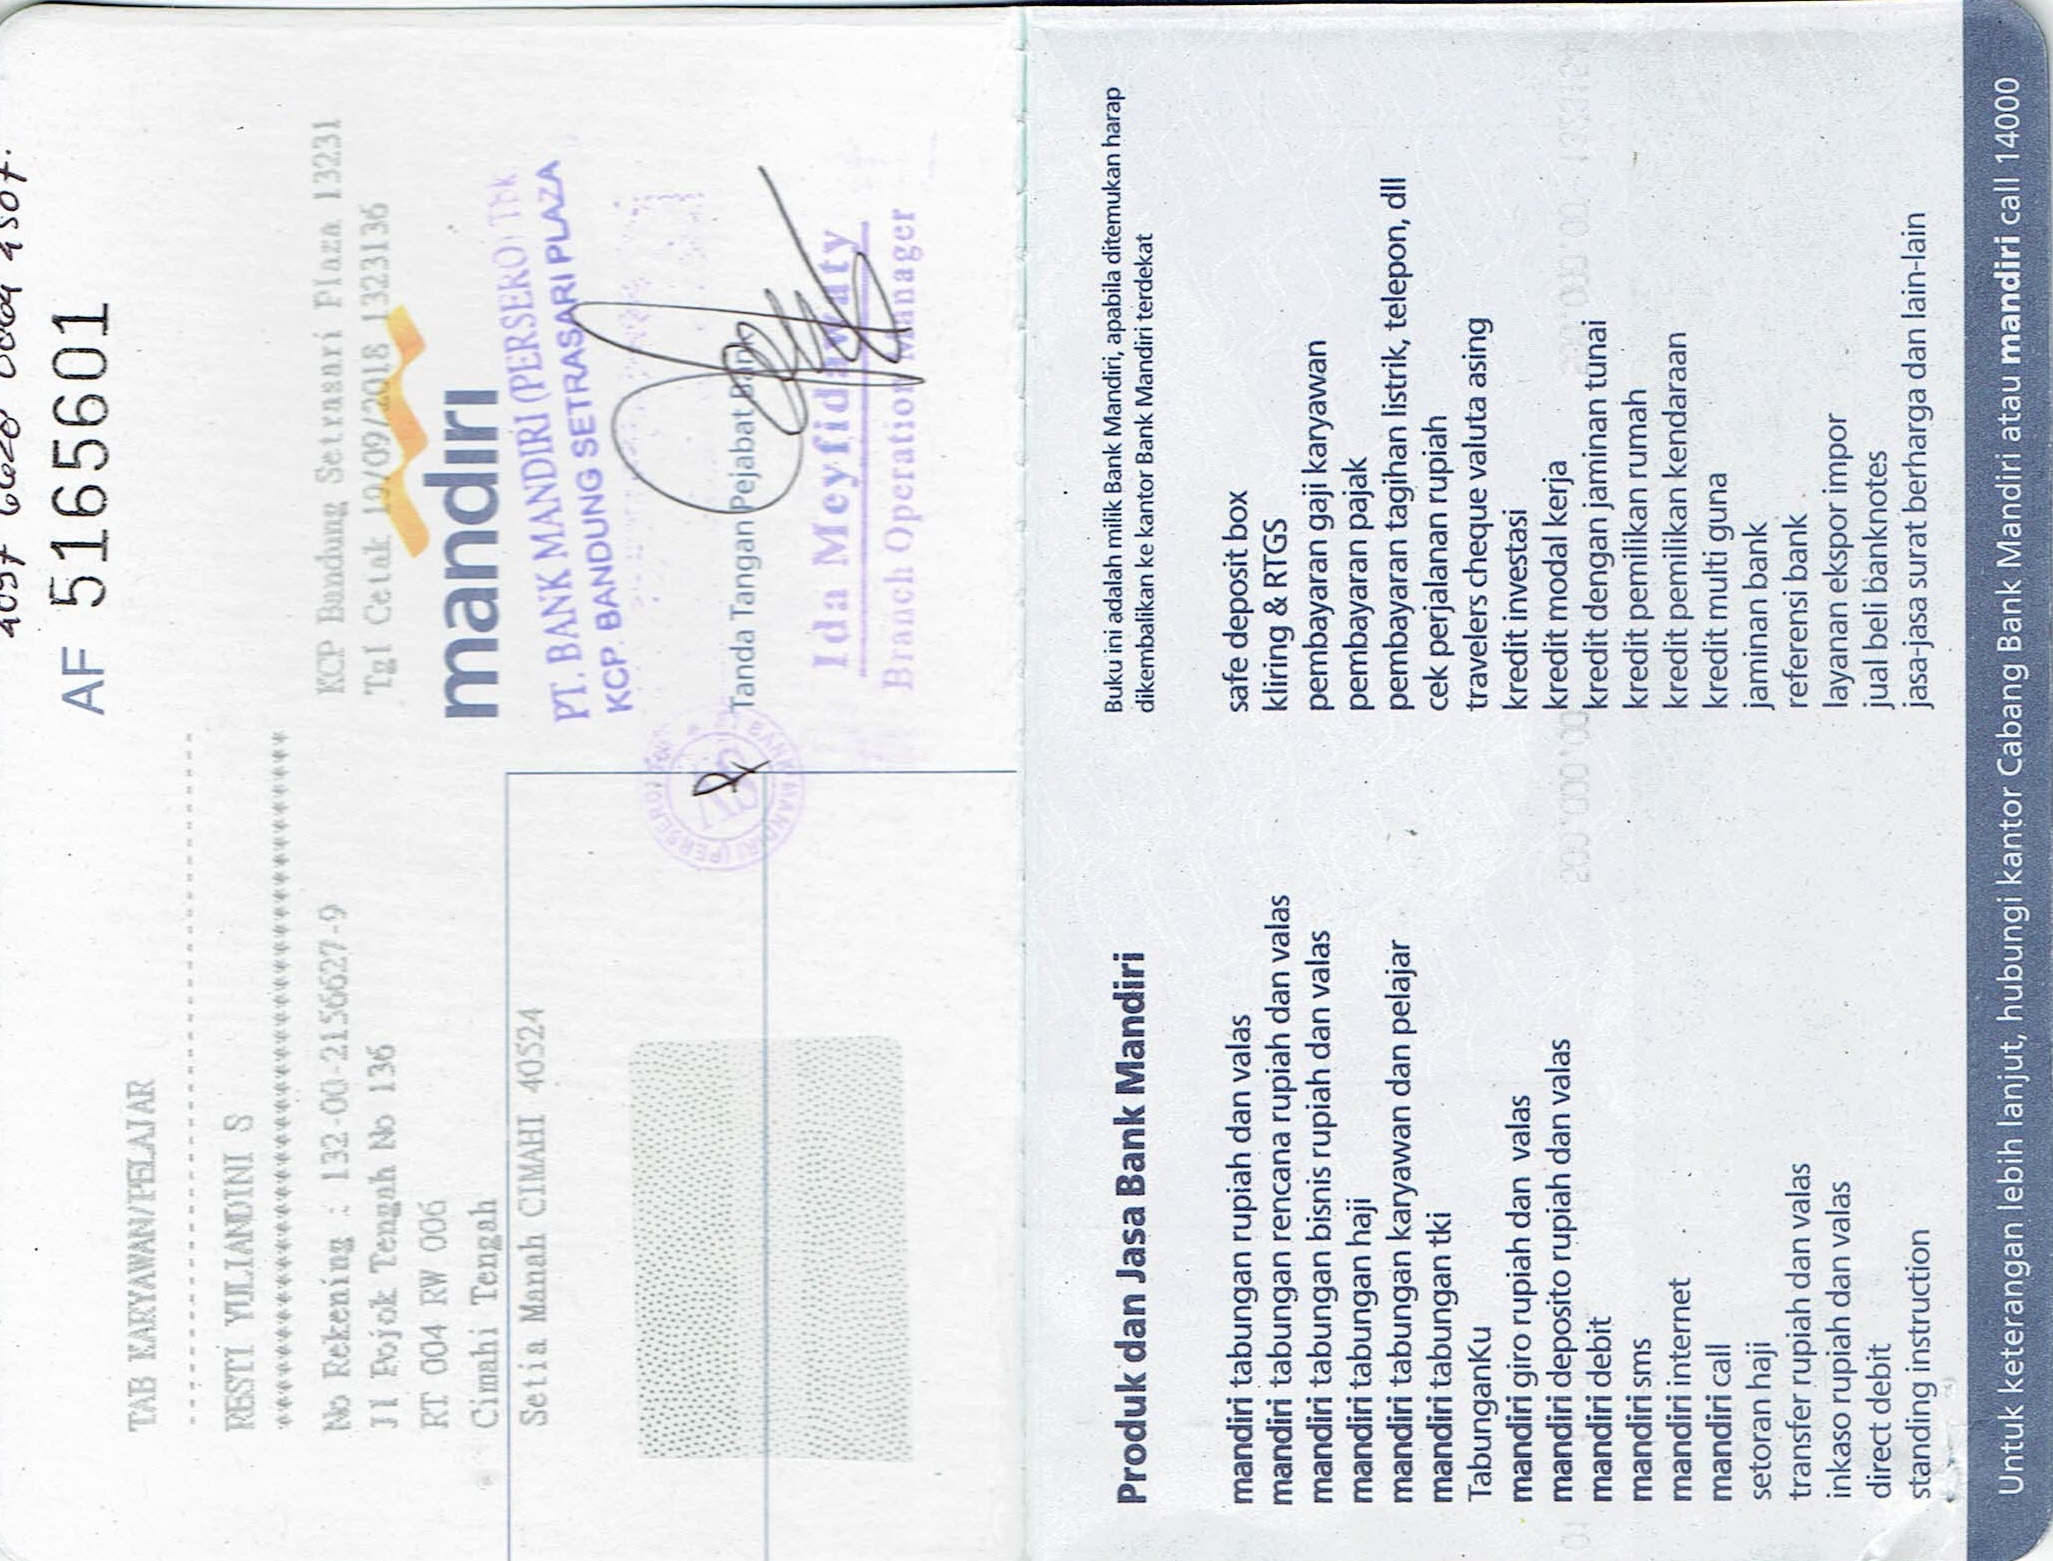 AF 5165601
TAB KARYAWAN/PELAJAR
RESTI YULIANDINI S
No Rekening : 132-00-2156627-9
Jl Pojok Tengah No 136
RT 004 RW 006
Cimahi Tengah
Setia Manah CIMAHI 40524
KCP Bandung Setrasari Plaza 13231
Tgl Cetak 19/09/2018 1323136
mandiri
PT. BANK MANDIRI (PERSERO) Tbk
KCP. BANDUNG SETRASARI PLAZA
Tanda Tangan Pejabat Bank
Ida Meyfidawaty
Branch Operation Manager
Produk dan Jasa Bank Mandiri
Buku ini adalah milik Bank Mandiri, apabila ditemukan harap
dikembalikan ke kantor Bank Mandiri terdekat
mandiri tabungan rupiah dan valas
mandiri tabungan rencana rupiah dan valas
mandiri tabungan bisnis rupiah dan valas
mandiri tabungan haji
mandiri tabungan karyawan dan pelajar
mandiri tabungan tki
TabunganKu
mandiri giro rupiah dan valas
mandiri deposito rupiah dan valas
mandiri debit
mandiri sms
mandiri internet
mandiri call
setoran haji
transfer rupiah dan valas
inkaso rupiah dan valas
direct debit
standing instruction
safe deposit box
kliring & RTGS
pembayaran gaji karyawan
pembayaran pajak
pembayaran tagihan listrik, telepon, dll
cek perjalanan rupiah
travelers cheque valuta asing
kredit investasi
kredit modal kerja
kredit dengan jaminan tunai
kredit pemilikan rumah
kredit pemilikan kendaraan
kredit multi guna
jaminan bank
referensi bank
layanan ekspor impor
jual beli banknotes
jasa-jasa surat berharga dan lain-lain
Untuk keterangan lebih lanjut, hubungi kantor Cabang Bank Mandiri atau mandiri call 14000